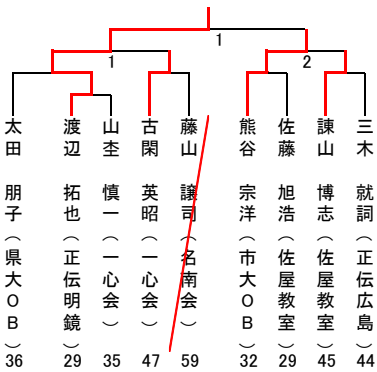 1
1
2
太田 朋子（県大ＯＢ）36
渡辺 拓也（正伝明鏡）29
山杢 慎一（一心会）35
古閑 英昭（一心会）47
藤山 譲司（名南会）59
熊谷 宗洋（市大ＯＢ）32
佐藤 旭浩（佐屋教室）29
諌山 博志（佐屋教室）45
三木 就詞（正伝広島）44